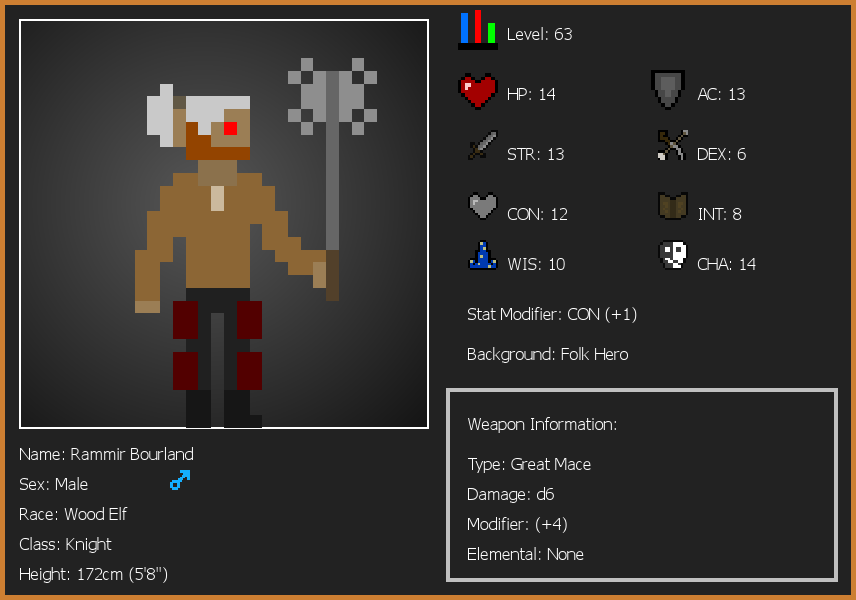 Level: 63
HP: 14
AC: 13
STR: 13
DEX: 6
CON: 12
INT: 8
WIS: 10
CHA: 14
Stat Modifier: CON (+1)
Background: Folk Hero
Weapon Information:
Type: Great Mace
Damage: d6
Modifier: (+4)
Elemental: None
Name: Rammir Bourland
Sex: Male
Race: Wood Elf
Class: Knight
Height: 172cm (5'8")